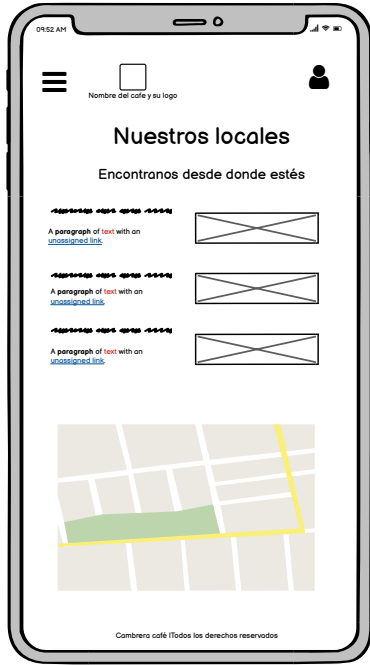 09:52 AM
Nombre del cafe y su logo
Nuestros locales
Encontranos desde donde estés
A paragraph of text with an
unassigned link.
A paragraph of text with an
unassigned link.
A paragraph of text with an
unassigned link.
Cambrera café |Todos los derechos reservados